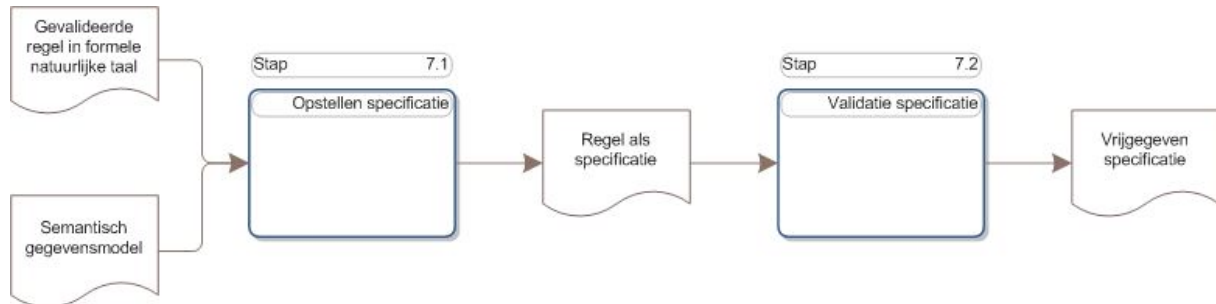 Gevalideerde
regel in formele
natuurlijke taal
Semantisch
gegevensmodel
Stap 7.1
Opstellen specificatie
Regel als
specificatie
Stap 7.2
Validatie specificatie
Vrijgegeven
specificatie